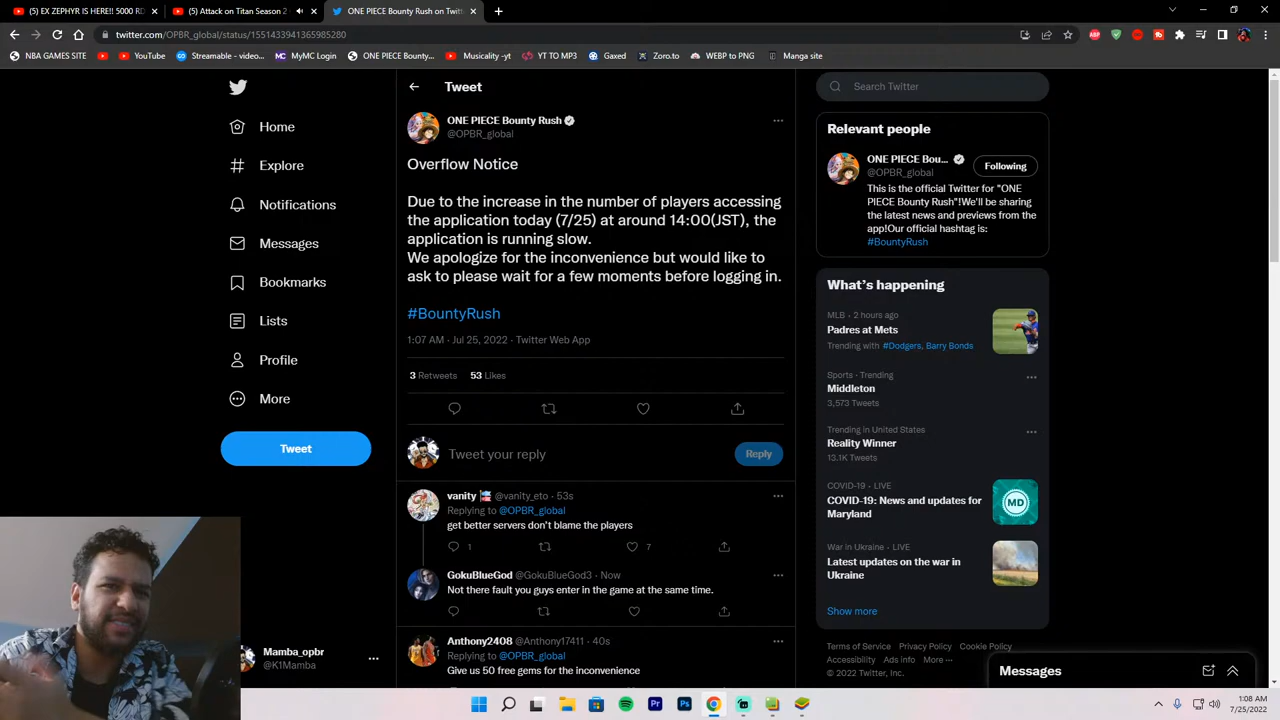 (5) EX ZEPHYR IS HERE!! 5000 RD
Attack on Titan Season 2
ONE PIECE Bounty Rush on Twitt
twitter.com/OPBR_global/status/1551433941365985280
NBA GAMES SITE
YouTube
Streamable - video...
MyMC Login
ONE PIECE Bounty...
Musicality -yt
YT TO MP3
Gaxed
Zoro.to
WEBP to PNG
Manga site
Home
Explore
Notifications
Messages
Bookmarks
Lists
Profile
More
Tweet
Mamba_opbr
@K1Mamba
Tweet
ONE PIECE Bounty Rush
@OPBR_global
Overflow Notice
Due to the increase in the number of players accessing
the application today (7/25) at around 14:00(JST), the
application is running slow.
We apologize for the inconvenience but would like to
ask to please wait for a few moments before logging in.
#BountyRush
1:07 AM · Jul 25, 2022 · Twitter Web App
3 Retweets 53 Likes
Tweet your reply
Reply
vanity @vanity_eto · 53s
Replying to @OPBR_global
get better servers don't blame the players
1
7
GokuBlueGod @GokuBlueGod3 · Now
Not there fault you guys enter in the game at the same time.
Anthony2408 @Anthony17411 · 40s
Replying to @OPBR_global
Give us 50 free gems for the inconvenience
Search Twitter
Relevant people
ONE PIECE Bou...
@OPBR_global
Following
This is the official Twitter for "ONE
PIECE Bounty Rush"!We'll be sharing
the latest news and previews from the
app!Our official hashtag is:
#BountyRush
What's happening
MLB · 2 hours ago
Padres at Mets
Trending with #Dodgers, Barry Bonds
Sports · Trending
Middleton
3,573 Tweets
Trending in United States
Reality Winner
13.1K Tweets
COVID-19 · LIVE
COVID-19: News and updates for
Maryland
MD
War in Ukraine · LIVE
Latest updates on the war in
Ukraine
Show more
Terms of Service Privacy Policy Cookie Policy
Accessibility Ads info More ···
© 2022 Twitter, Inc.
Messages
1:08 AM
7/25/2022